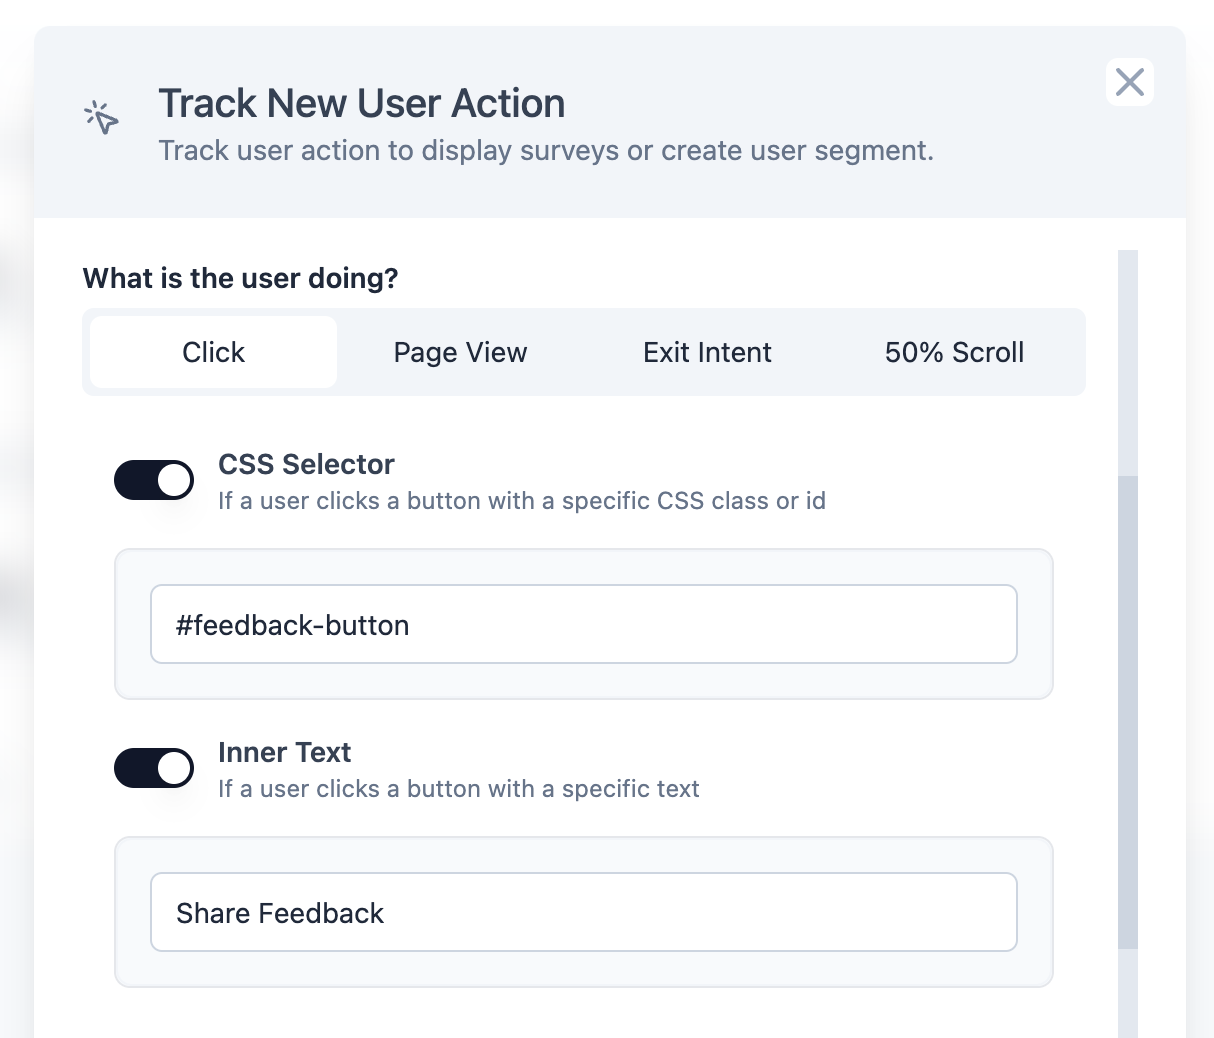 Track New User Action
Track user action to display surveys or create user segment.
What is the user doing?
Click
Page View
Exit Intent
50% Scroll
CSS Selector
If a user clicks a button with a specific CSS class or id
#feedback-button
Inner Text
If a user clicks a button with a specific text
Share Feedback